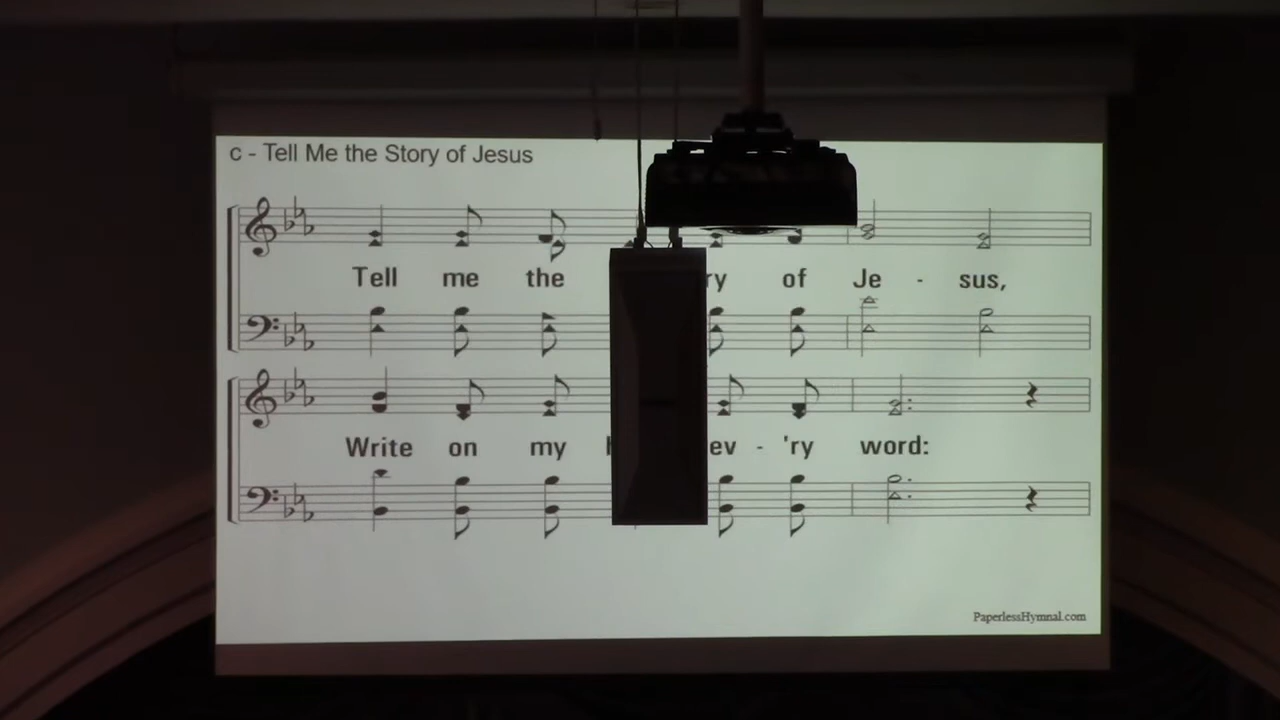 c - Tell Me the Story of Jesus
Tell me the ry of Je - sus,
Write on my ev - 'ry word:
PaperlessHymnal.com